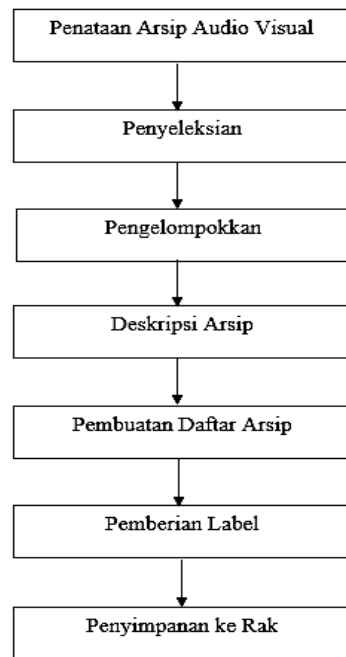 Penataan Arsip Audio Visual
Penyeleksian
Pengelompokkan
Deskripsi Arsip
Pembuatan Daftar Arsip
Pemberian Label
Penyimpanan ke Rak